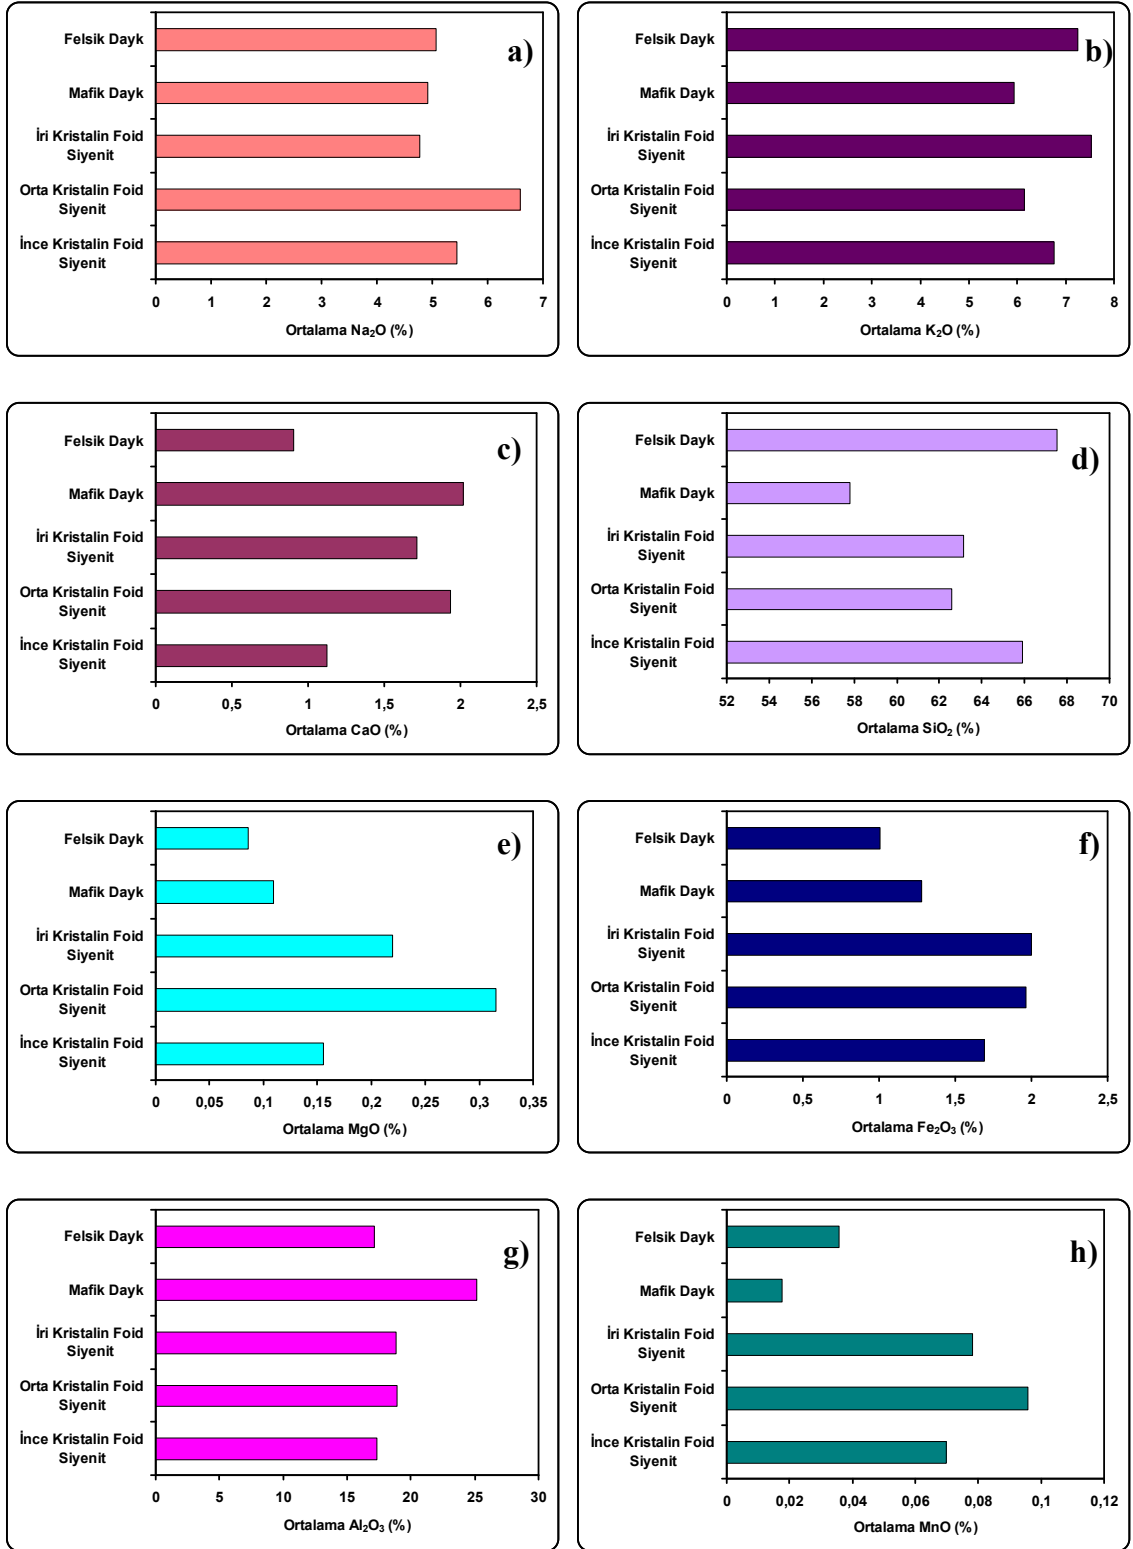 a)
Felsik Dayk
Mafik Dayk
İri Kristalin Foid
Siyenit
Orta Kristalin Foid
Siyenit
İnce Kristalin Foid
Siyenit
0 1 2 3 4 5 6 7
Ortalama Na₂O (%)
b)
Felsik Dayk
Mafik Dayk
İri Kristalin Foid
Siyenit
Orta Kristalin Foid
Siyenit
İnce Kristalin Foid
Siyenit
0 1 2 3 4 5 6 7 8
Ortalama K₂O (%)
c)
Felsik Dayk
Mafik Dayk
İri Kristalin Foid
Siyenit
Orta Kristalin Foid
Siyenit
İnce Kristalin Foid
Siyenit
0 0,5 1 1,5 2 2,5
Ortalama CaO (%)
d)
Felsik Dayk
Mafik Dayk
İri Kristalin Foid
Siyenit
Orta Kristalin Foid
Siyenit
İnce Kristalin Foid
Siyenit
52 54 56 58 60 62 64 66 68 70
Ortalama SiO₂ (%)
e)
Felsik Dayk
Mafik Dayk
İri Kristalin Foid
Siyenit
Orta Kristalin Foid
Siyenit
İnce Kristalin Foid
Siyenit
0 0,05 0,1 0,15 0,2 0,25 0,3 0,35
Ortalama MgO (%)
f)
Felsik Dayk
Mafik Dayk
İri Kristalin Foid
Siyenit
Orta Kristalin Foid
Siyenit
İnce Kristalin Foid
Siyenit
0 0,5 1 1,5 2 2,5
Ortalama Fe₂O₃ (%)
g)
Felsik Dayk
Mafik Dayk
İri Kristalin Foid
Siyenit
Orta Kristalin Foid
Siyenit
İnce Kristalin Foid
Siyenit
0 5 10 15 20 25 30
Ortalama Al₂O₃ (%)
h)
Felsik Dayk
Mafik Dayk
İri Kristalin Foid
Siyenit
Orta Kristalin Foid
Siyenit
İnce Kristalin Foid
Siyenit
0 0,02 0,04 0,06 0,08 0,1 0,12
Ortalama MnO (%)